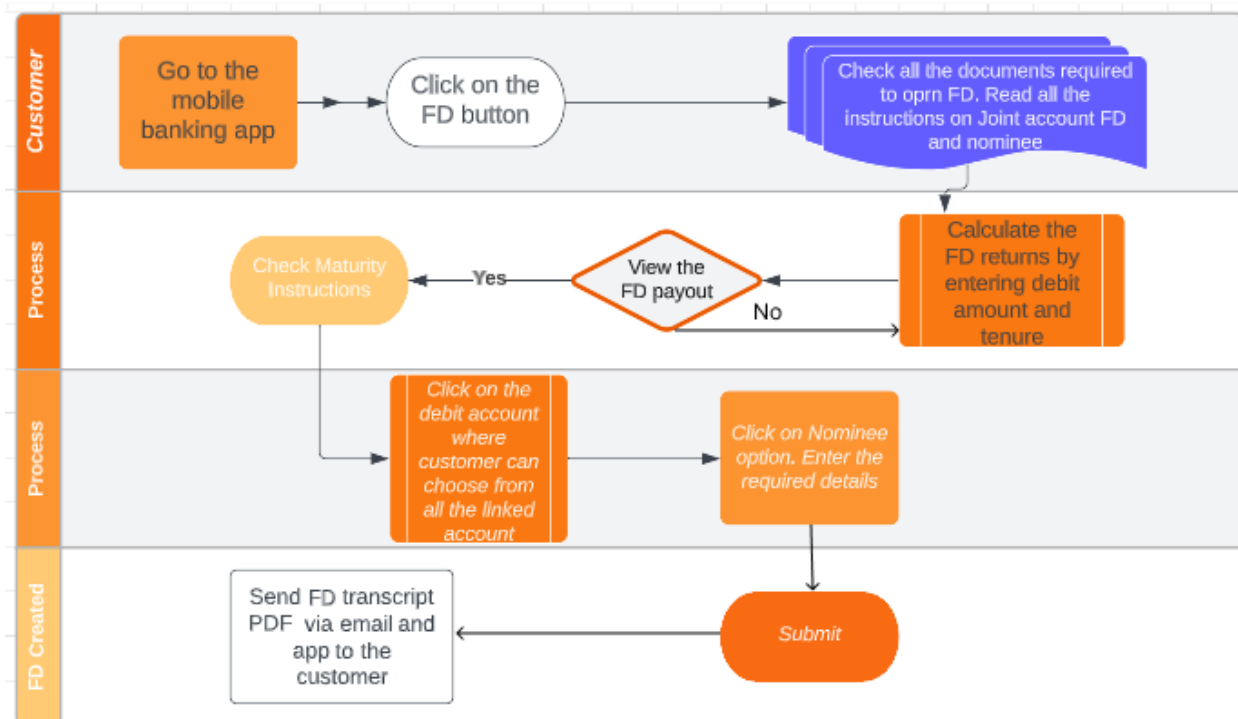 Customer
Go to the
mobile
banking app
Click on the
FD button
Check all the documents required
to oprn FD. Read all the
instructions on Joint account FD
and nominee
Process
Check Maturity
Instructions
Yes
View the
FD payout
No
Calculate the
FD returns by
entering debit
amount and
tenure
Process
Click on the
debit account
where
customer can
choose from
all the linked
account
Click on Nominee
option. Enter the
required details
FD Created
Send FD transcript
PDF via email and
app to the
customer
Submit